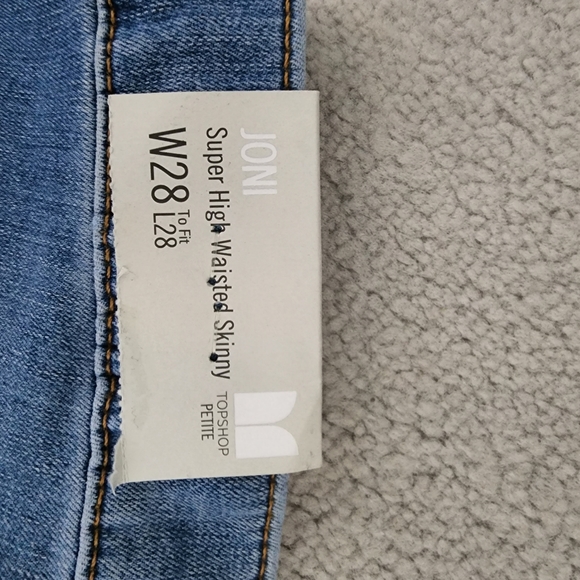 JONI
Super High Waisted Skinny
W28 To Fit L28
TOPSHOP
PETITE